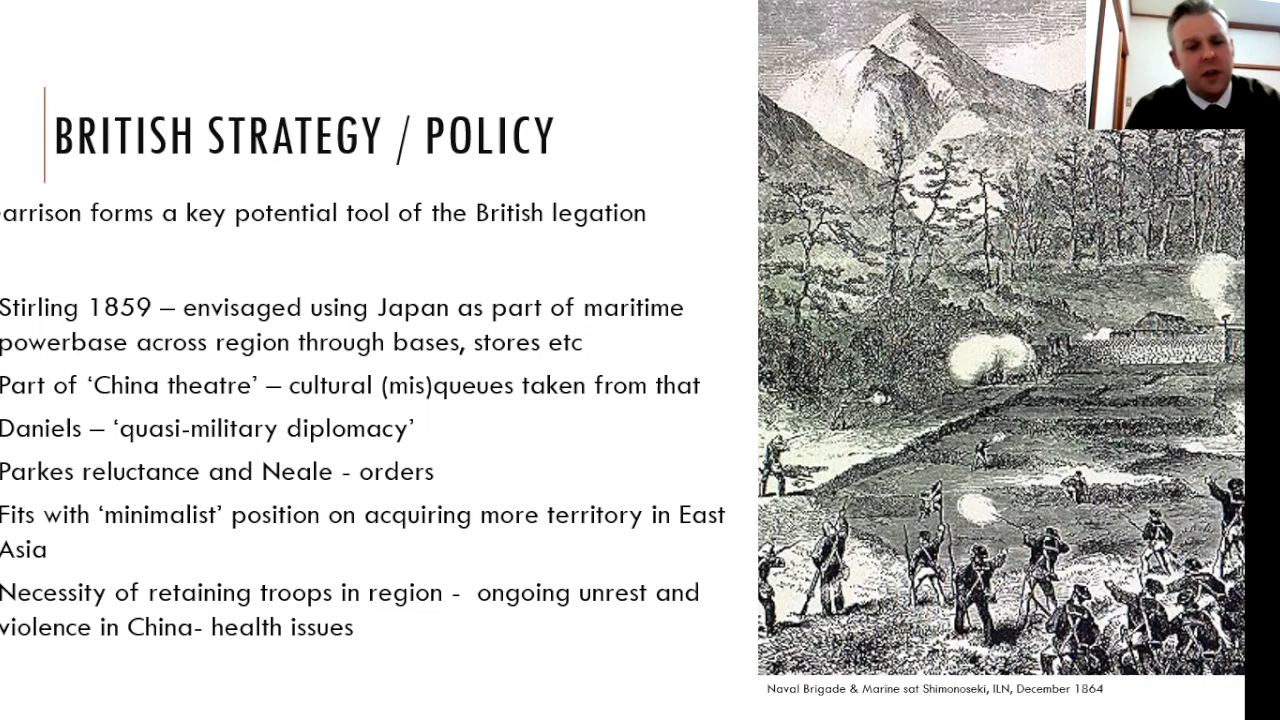 BRITISH STRATEGY / POLICY
arrison forms a key potential tool of the British legation
Stirling 1859 – envisaged using Japan as part of maritime
powerbase across region through bases, stores etc
Part of ‘China theatre’ – cultural (mis)queues taken from that
Daniels – ‘quasi-military diplomacy’
Parkes reluctance and Neale - orders
Fits with ‘minimalist’ position on acquiring more territory in East
Asia
Necessity of retaining troops in region - ongoing unrest and
violence in China- health issues
Naval Brigade & Marine sat Shimonoseki, ILN, December 1864